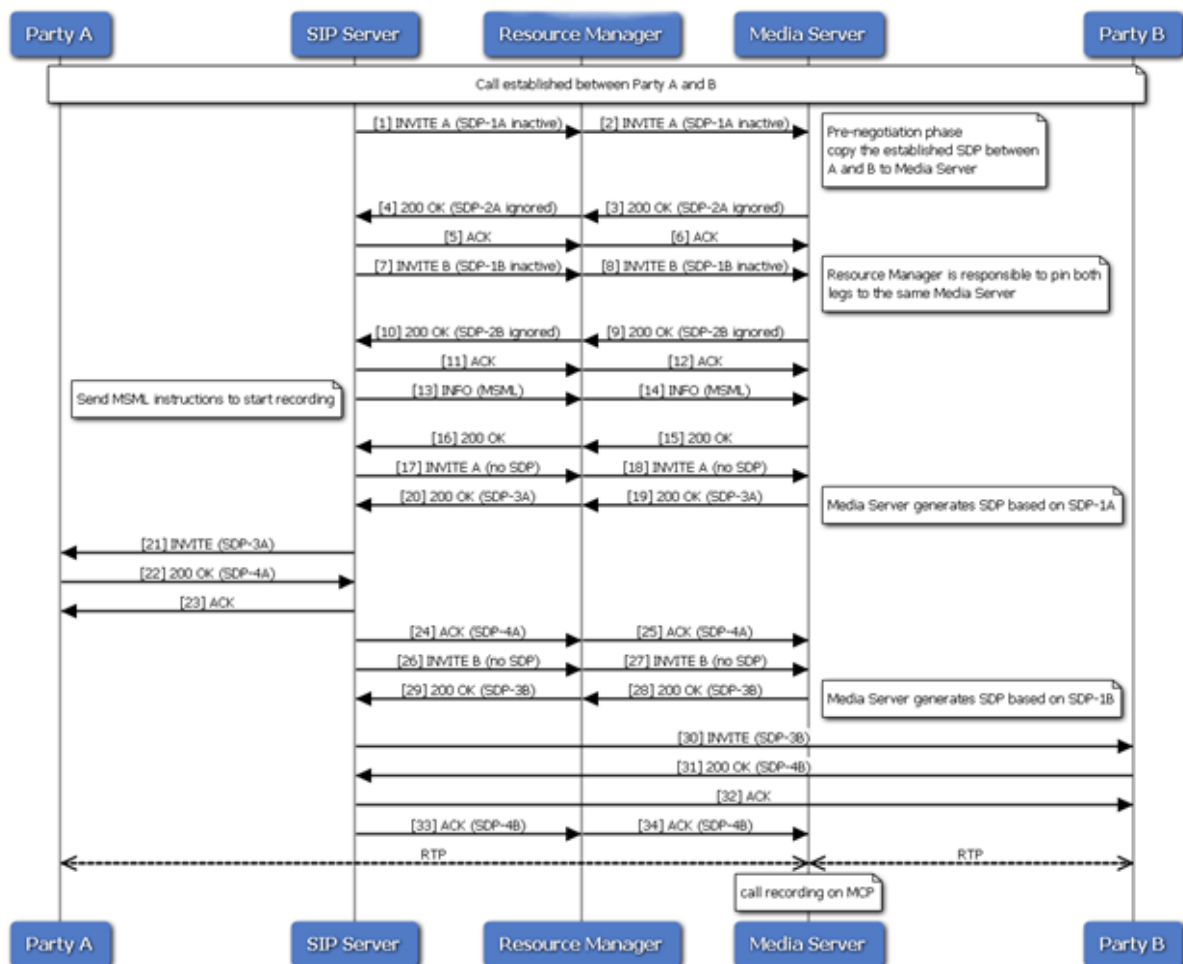 Party A
SIP Server
Resource Manager
Media Server
Party B
Call established between Party A and B
[1] INVITE A (SDP-1A inactive)
[2] INVITE A (SDP-1A inactive)
Pre-negotiation phase
copy the established SDP between
A and B to Media Server
[4] 200 OK (SDP-2A ignored)
[3] 200 OK (SDP-2A ignored)
[5] ACK
[6] ACK
[7] INVITE B (SDP-1B inactive)
[8] INVITE B (SDP-1B inactive)
Resource Manager is responsible to pin both
legs to the same Media Server
[10] 200 OK (SDP-2B ignored)
[9] 200 OK (SDP-2B ignored)
[11] ACK
[12] ACK
Send MSML instructions to start recording
[13] INFO (MSML)
[14] INFO (MSML)
[16] 200 OK
[15] 200 OK
[17] INVITE A (no SDP)
[18] INVITE A (no SDP)
[20] 200 OK (SDP-3A)
[19] 200 OK (SDP-3A)
Media Server generates SDP based on SDP-1A
[21] INVITE (SDP-3A)
[22] 200 OK (SDP-4A)
[23] ACK
[24] ACK (SDP-4A)
[25] ACK (SDP-4A)
[26] INVITE B (no SDP)
[27] INVITE B (no SDP)
[29] 200 OK (SDP-3B)
[28] 200 OK (SDP-3B)
Media Server generates SDP based on SDP-1B
[30] INVITE (SDP-3B)
[31] 200 OK (SDP-4B)
[32] ACK
[33] ACK (SDP-4B)
[34] ACK (SDP-4B)
RTP
RTP
call recording on MCP
Party A
SIP Server
Resource Manager
Media Server
Party B